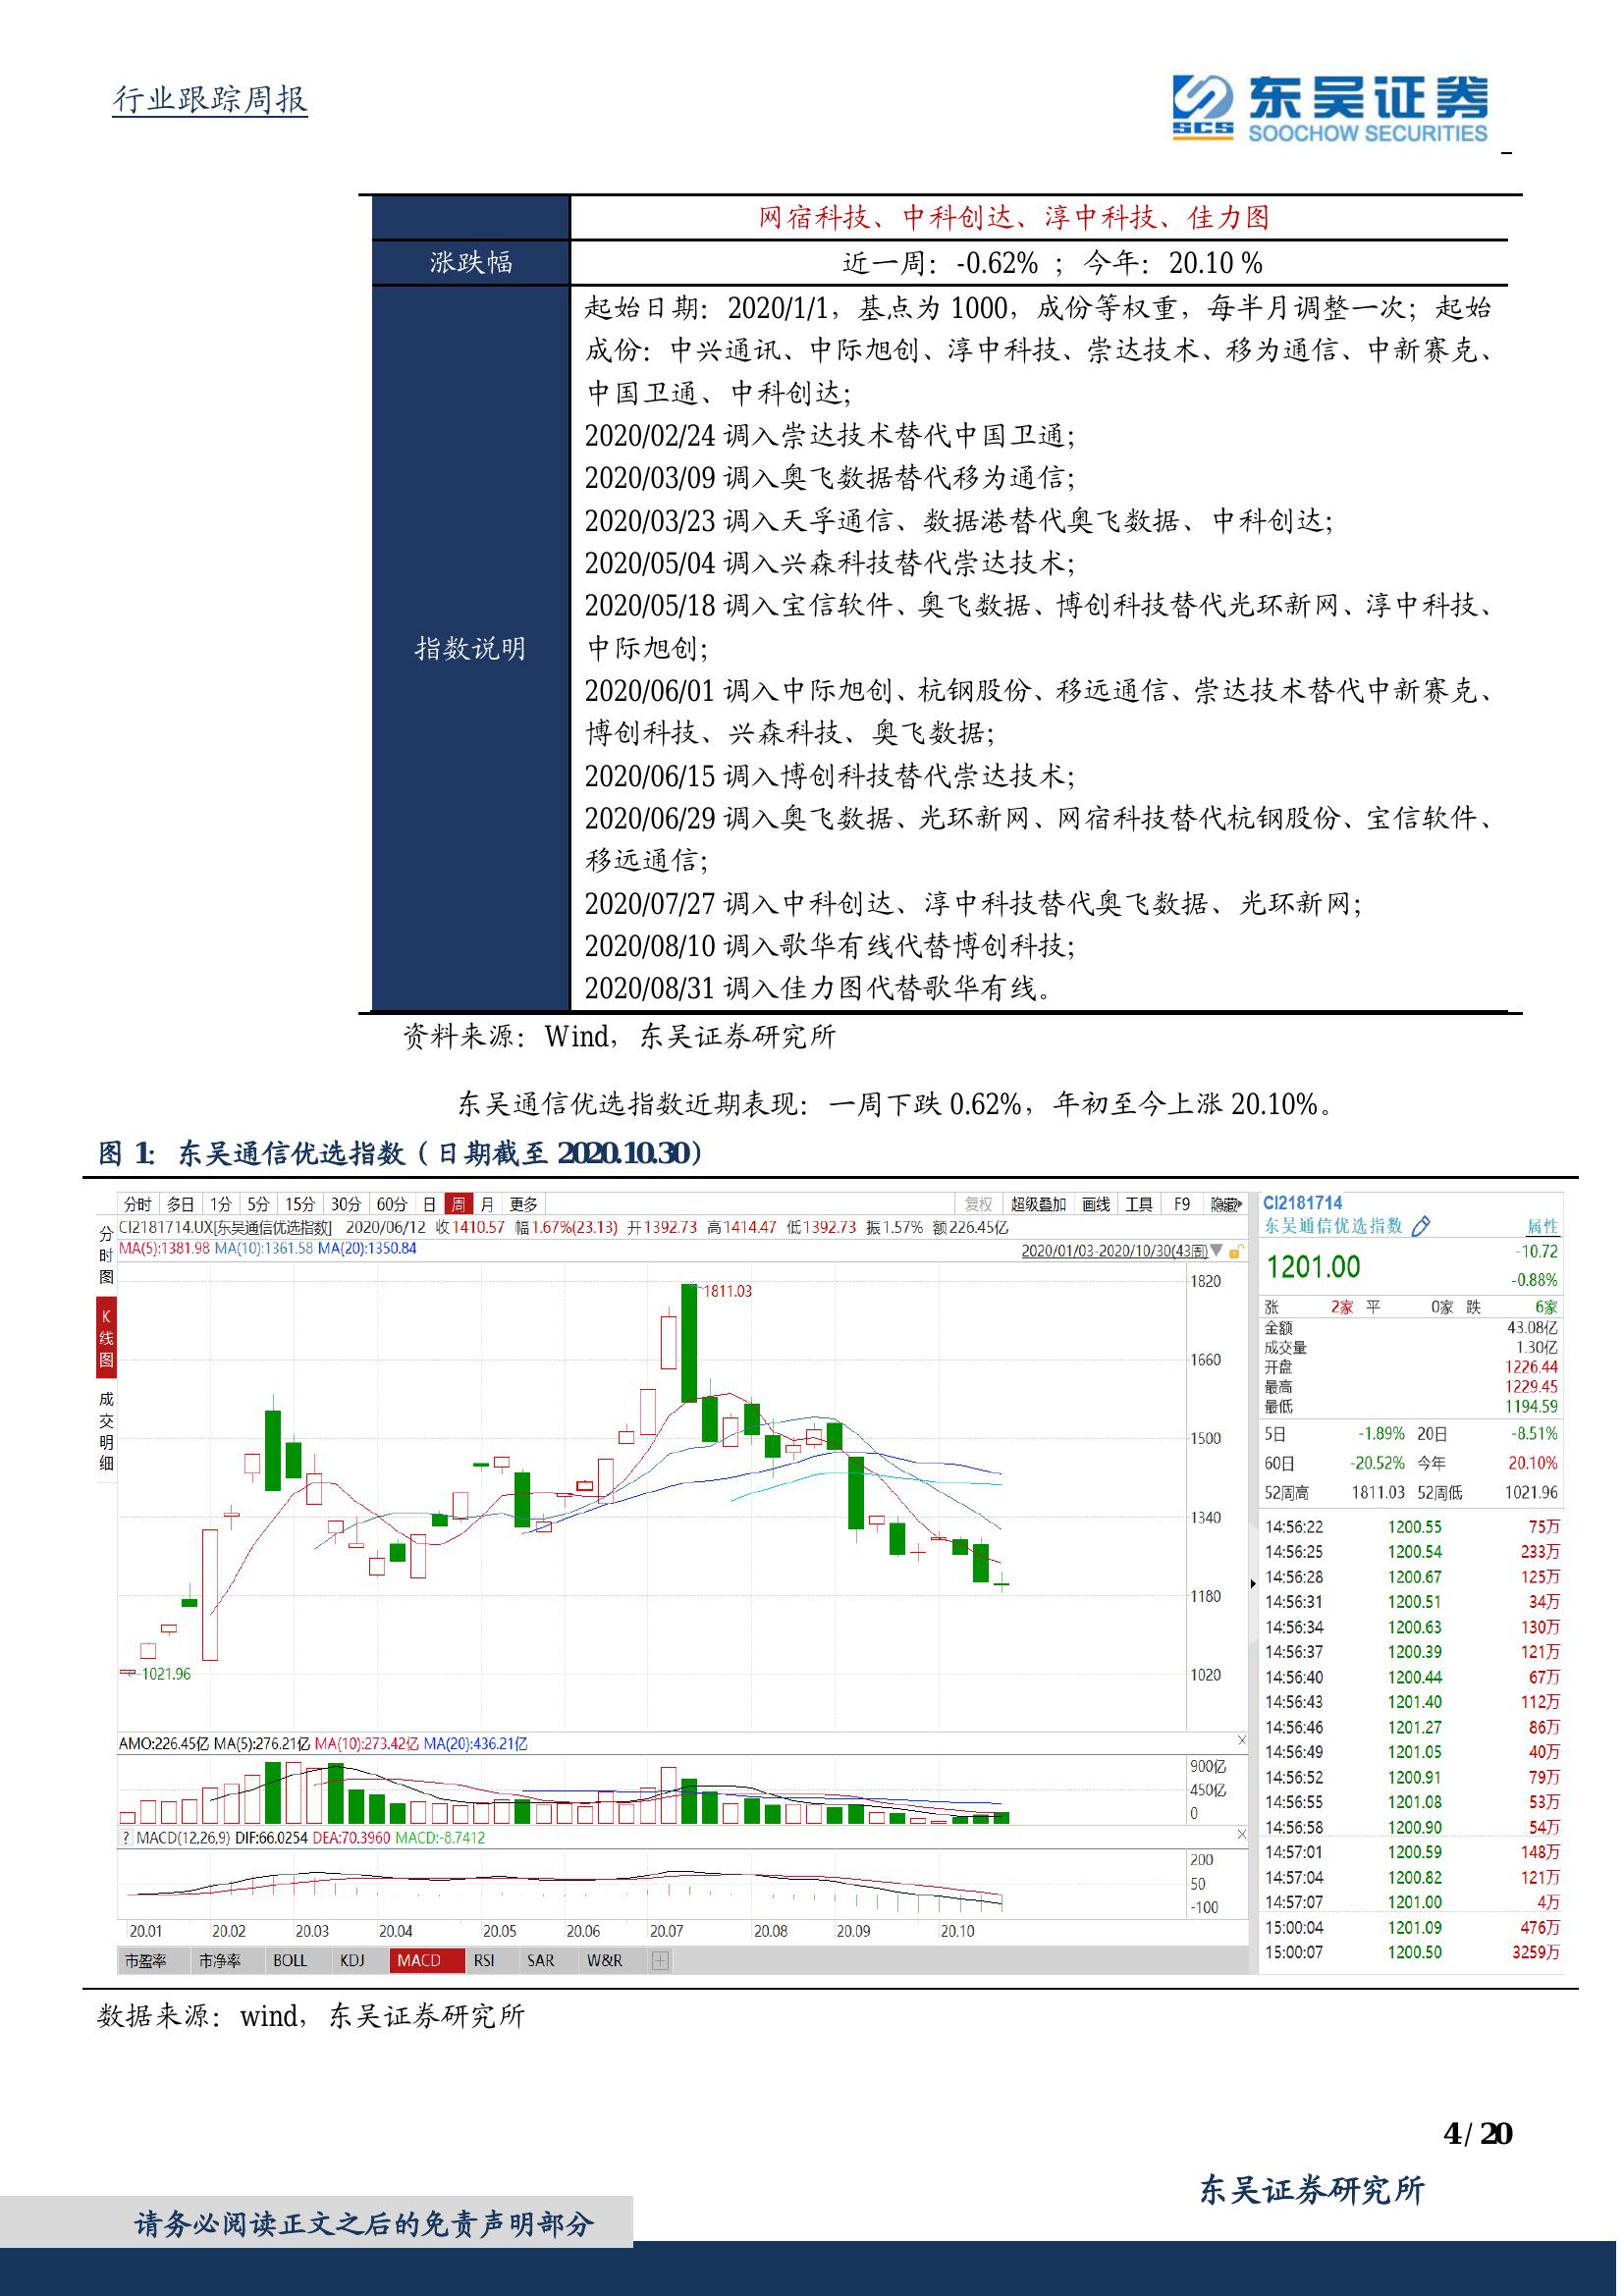 行业跟踪周报
东吴证券
SCS
SOOCHOW SECURITIES
网宿科技、中科创达、淳中科技、佳力图
涨跌幅
近一周：-0.62% ；今年：20.10 %
指数说明
起始日期：2020/1/1，基点为 1000，成份等权重，每半月调整一次；起始
成份：中兴通讯、中际旭创、淳中科技、崇达技术、移为通信、中新赛克、
中国卫通、中科创达；
2020/02/24 调入崇达技术替代中国卫通；
2020/03/09 调入奥飞数据替代移为通信；
2020/03/23 调入天孚通信、数据港替代奥飞数据、中科创达；
2020/05/04 调入兴森科技替代崇达技术；
2020/05/18 调入宝信软件、奥飞数据、博创科技替代光环新网、淳中科技、
中际旭创；
2020/06/01 调入中际旭创、杭钢股份、移远通信、崇达技术替代中新赛克、
博创科技、兴森科技、奥飞数据；
2020/06/15 调入博创科技替代崇达技术；
2020/06/29 调入奥飞数据、光环新网、网宿科技替代杭钢股份、宝信软件、
移远通信；
2020/07/27 调入中科创达、淳中科技替代奥飞数据、光环新网；
2020/08/10 调入歌华有线代替博创科技；
2020/08/31 调入佳力图代替歌华有线。
资料来源：Wind，东吴证券研究所
东吴通信优选指数近期表现：一周下跌 0.62%，年初至今上涨 20.10%。
图 1：东吴通信优选指数（日期截至 2020.10.30）
分时 多日 1分 5分 15分 30分 60分 日 周 月 更多 复权 超级叠加 画线 工具 F9 隐藏
分时图
K线图
成交明细
CI2181714.UX[东吴通信优选指数] 2020/06/12 收1410.57 幅1.67%(23.13) 开1392.73 高1414.47 低1392.73 振1.57% 额226.45亿
MA(5):1381.98 MA(10):1361.58 MA(20):1350.84
2020/01/03-2020/10/30(43周)
1811.03
1021.96
1820
1660
1500
1340
1180
1020
AMO:226.45亿 MA(5):276.21亿 MA(10):273.42亿 MA(20):436.21亿
900亿
450亿
0
? MACD(12,26,9) DIF:66.0254 DEA:70.3960 MACD:-8.7412
200
50
-100
20.01 20.02 20.03 20.04 20.05 20.06 20.07 20.08 20.09 20.10
市盈率 市净率 BOLL KDJ MACD RSI SAR W&R
CI2181714
东吴通信优选指数 属性
1201.00
-10.72
-0.88%
涨 2家 平 0家 跌 6家
金额 43.08亿
成交量 1.30亿
开盘 1226.44
最高 1229.45
最低 1194.59
5日 -1.89% 20日 -8.51%
60日 -20.52% 今年 20.10%
52周高 1811.03 52周低 1021.96
14:56:22 1200.55 75万
14:56:25 1200.54 233万
14:56:28 1200.67 125万
14:56:31 1200.51 34万
14:56:34 1200.63 130万
14:56:37 1200.39 121万
14:56:40 1200.44 67万
14:56:43 1201.40 112万
14:56:46 1201.27 86万
14:56:49 1201.05 40万
14:56:52 1200.91 79万
14:56:55 1201.08 53万
14:56:58 1200.90 54万
14:57:01 1200.59 148万
14:57:04 1200.82 121万
14:57:07 1201.00 4万
15:00:04 1201.09 476万
15:00:07 1200.50 3259万
数据来源：wind，东吴证券研究所
4 / 20
东吴证券研究所
请务必阅读正文之后的免责声明部分